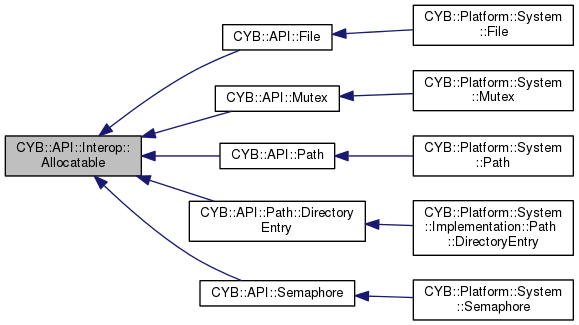 CYB::API::Interop::
Allocatable
CYB::API::File
CYB::Platform::System
::File
CYB::API::Mutex
CYB::Platform::System
::Mutex
CYB::API::Path
CYB::Platform::System
::Path
CYB::API::Path::Directory
Entry
CYB::Platform::System
::Implementation::Path
::DirectoryEntry
CYB::API::Semaphore
CYB::Platform::System
::Semaphore